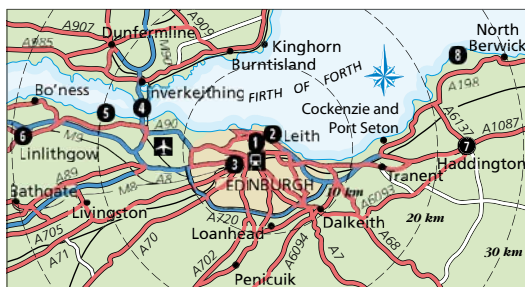 A907
A909
Dunfermline
A985
M90
Kinghorn
Burntisland
North
Berwick
8
FIRTH OF FORTH
A198
Bo'ness
Inverkeithing
5
4
Cockenzie and
Port Seton
A6137
A1087
6
M9
A90
1
2
Leith
7
Linlithgow
3
Haddington
A89
M8
A8
EDINBURGH
Tranent
Bathgate
10 km
A6093
Livingston
A720
Dalkeith
20 km
A705
A71
A70
Loanhead
A702
A6094
A7
A68
30 km
Penicuik